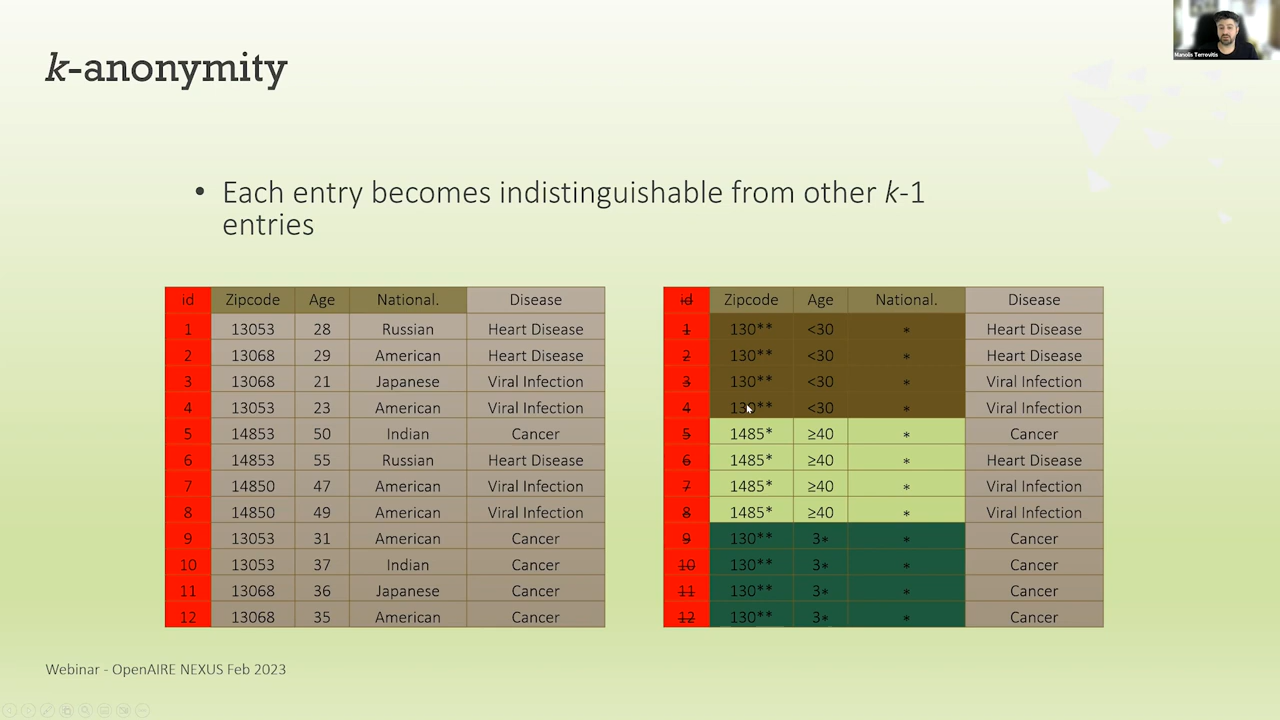 Manolis Terrovitis
k-anonymity
• Each entry becomes indistinguishable from other k-1
entries
id Zipcode Age National. Disease
1 13053 28 Russian Heart Disease
2 13068 29 American Heart Disease
3 13068 21 Japanese Viral Infection
4 13053 23 American Viral Infection
5 14853 50 Indian Cancer
6 14853 55 Russian Heart Disease
7 14850 47 American Viral Infection
8 14850 49 American Viral Infection
9 13053 31 American Cancer
10 13053 37 Indian Cancer
11 13068 36 Japanese Cancer
12 13068 35 American Cancer
id Zipcode Age National. Disease
1 130** <30 * Heart Disease
2 130** <30 * Heart Disease
3 130** <30 * Viral Infection
4 130** <30 * Viral Infection
5 1485* ≥40 * Cancer
6 1485* ≥40 * Heart Disease
7 1485* ≥40 * Viral Infection
8 1485* ≥40 * Viral Infection
9 130** 3* * Cancer
10 130** 3* * Cancer
11 130** 3* * Cancer
12 130** 3* * Cancer
Webinar - OpenAIRE NEXUS Feb 2023